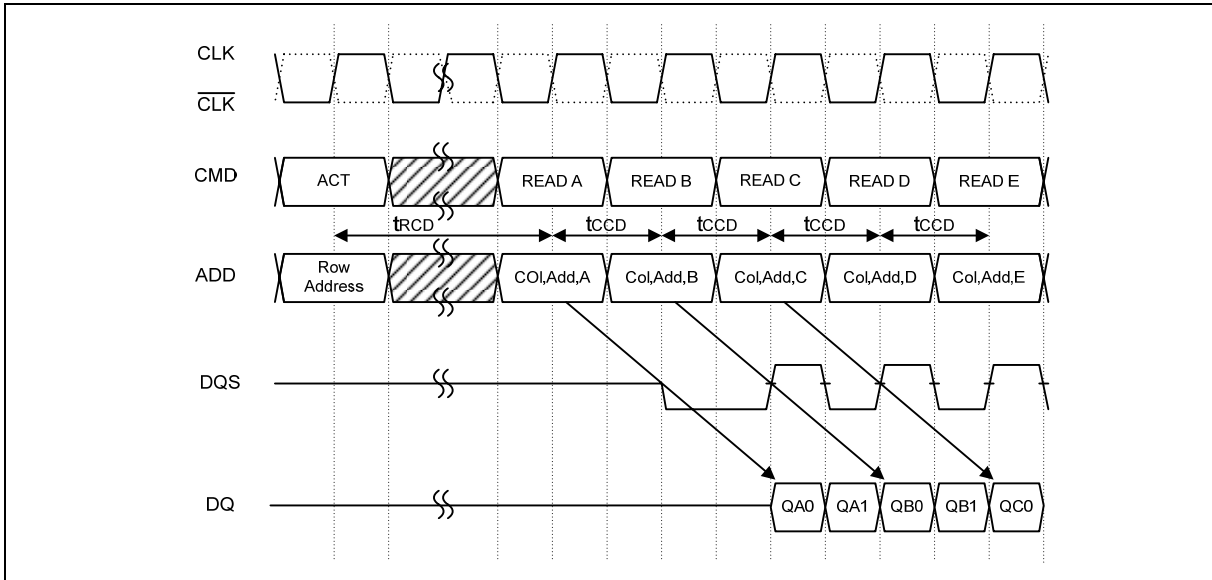 CLK
CLK
CMD
ACT
READ A
READ B
READ C
READ D
READ E
tRCD
tCCD
tCCD
tCCD
tCCD
ADD
Row
Address
COl,Add,A
Col,Add,B
Col,Add,C
Col,Add,D
Col,Add,E
DQS
DQ
QA0
QA1
QB0
QB1
QC0